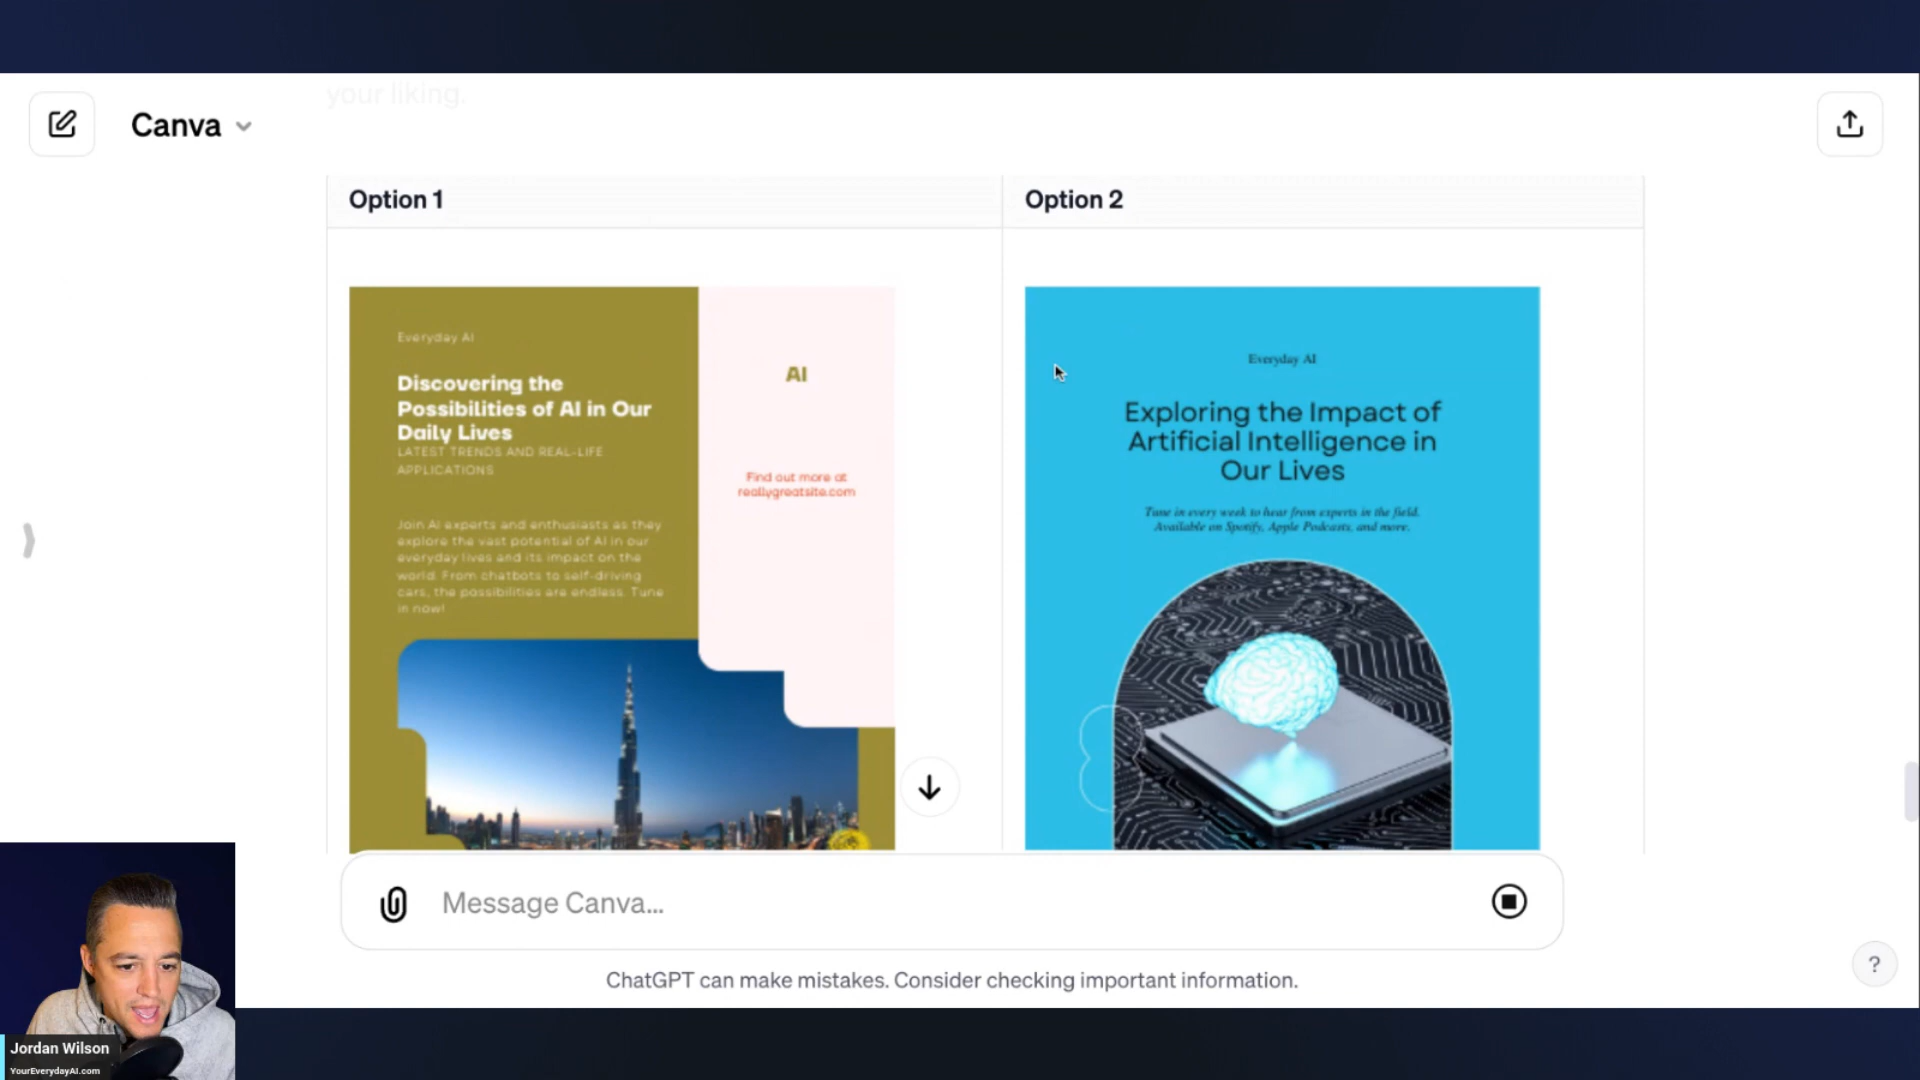 your liking.
Canva
Option 1
Option 2
Everyday AI
Discovering the
Possibilities of AI in Our
Daily Lives
LATEST TRENDS AND REAL-LIFE
APPLICATIONS
Join AI experts and enthusiasts as they
explore the vast potential of AI in our
everyday lives and its impact on the
world. From chatbots to self-driving
cars, the possibilities are endless. Tune
in now!
AI
Find out more at
reallygreatsite.com
Everyday AI
Exploring the Impact of
Artificial Intelligence in
Our Lives
Tune in every week to hear from experts in the field.
Available on Spotify, Apple Podcasts, and more.
Message Canva...
ChatGPT can make mistakes. Consider checking important information.
?
Jordan Wilson
YourEverydayAI.com